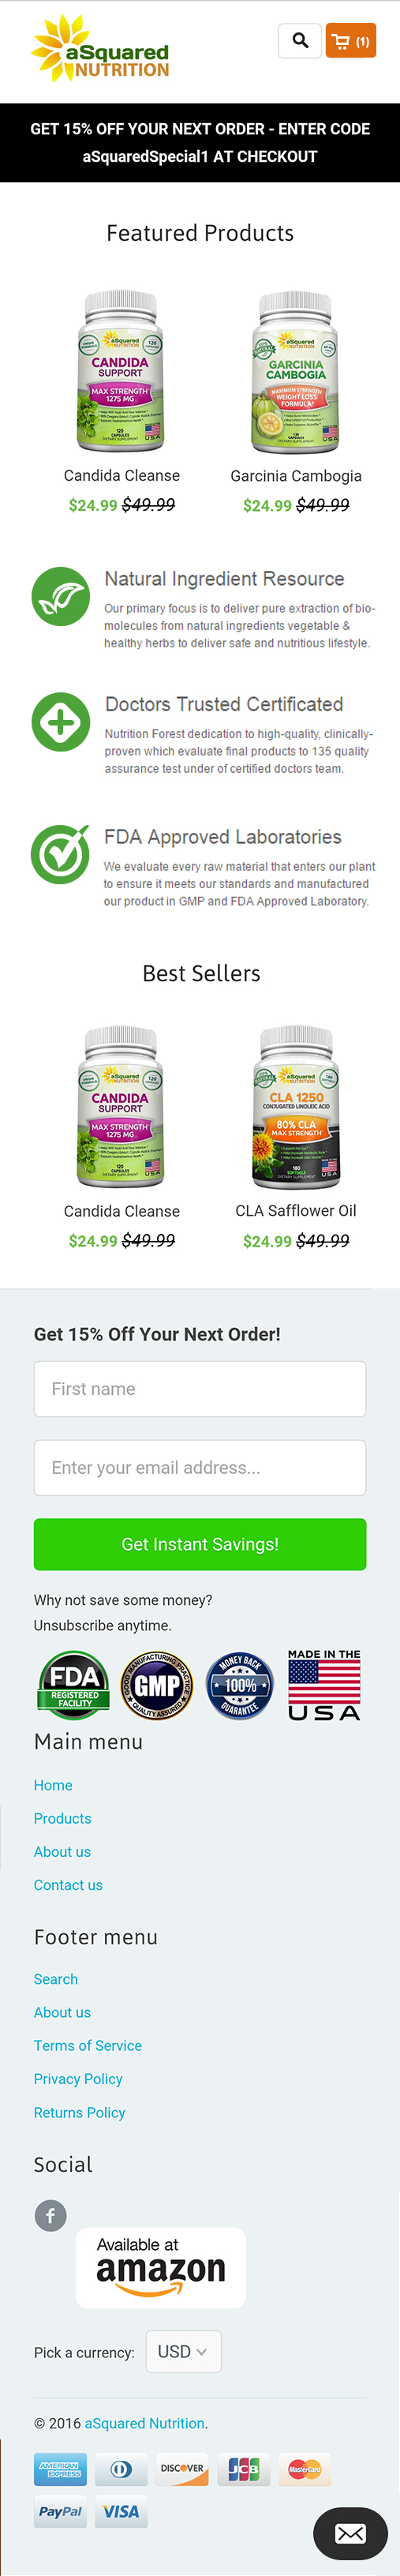 aSquared
NUTRITION
(1)
GET 15% OFF YOUR NEXT ORDER - ENTER CODE
aSquaredSpecial1 AT CHECKOUT
Featured Products
aSquared
NUTRITION
120
CANDIDA
SUPPORT
MAX STRENGTH
1275 MG
120
CAPSULES
DIETARY SUPPLEMENT
USA
aSquared
NUTRITION
GARCINIA
CAMBOGIA
MAXIMUM STRENGTH
WEIGHT LOSS
FORMULA
CAPSULES
DIETARY SUPPLEMENT
USA
Candida Cleanse
Garcinia Cambogia
$24.99 $49.99
$24.99 $49.99
Natural Ingredient Resource
Our primary focus is to deliver pure extraction of bio-
molecules from natural ingredients vegetable &
healthy herbs to deliver safe and nutritious lifestyle.
Doctors Trusted Certificated
Nutrition Forest dedication to high-quality, clinically-
proven which evaluate final products to 135 quality
assurance test under of certified doctors team.
FDA Approved Laboratories
We evaluate every raw material that enters our plant
to ensure it meets our standards and manufactured
our product in GMP and FDA Approved Laboratory.
Best Sellers
aSquared
NUTRITION
120
CANDIDA
SUPPORT
MAX STRENGTH
1275 MG
120
CAPSULES
DIETARY SUPPLEMENT
USA
aSquared
NUTRITION
180
CLA 1250
CONJUGATED LINOLEIC ACID
80% CLA
MAX STRENGTH
180
SOFTGELS
DIETARY SUPPLEMENT
USA
Candida Cleanse
CLA Safflower Oil
$24.99 $49.99
$24.99 $49.99
Get 15% Off Your Next Order!
First name
Enter your email address...
Get Instant Savings!
Why not save some money?
Unsubscribe anytime.
FDA
REGISTERED
FACILITY
GOOD MANUFACTURING PRACTICE
GMP
QUALITY ASSURED
MONEY BACK
100%
GUARANTEE
MADE IN THE
USA
Main menu
Home
Products
About us
Contact us
Footer menu
Search
About us
Terms of Service
Privacy Policy
Returns Policy
Social
f
Available at
amazon
Pick a currency: USD
© 2016 aSquared Nutrition.
AMERICAN
EXPRESS
DISCOVER
JCB
MasterCard
PayPal
VISA